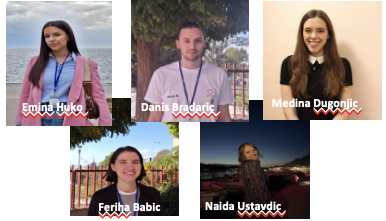 Emina Huko
Danis Bradaric
Medina Dugonjic
Feriha Babic
Naida Ustavdic